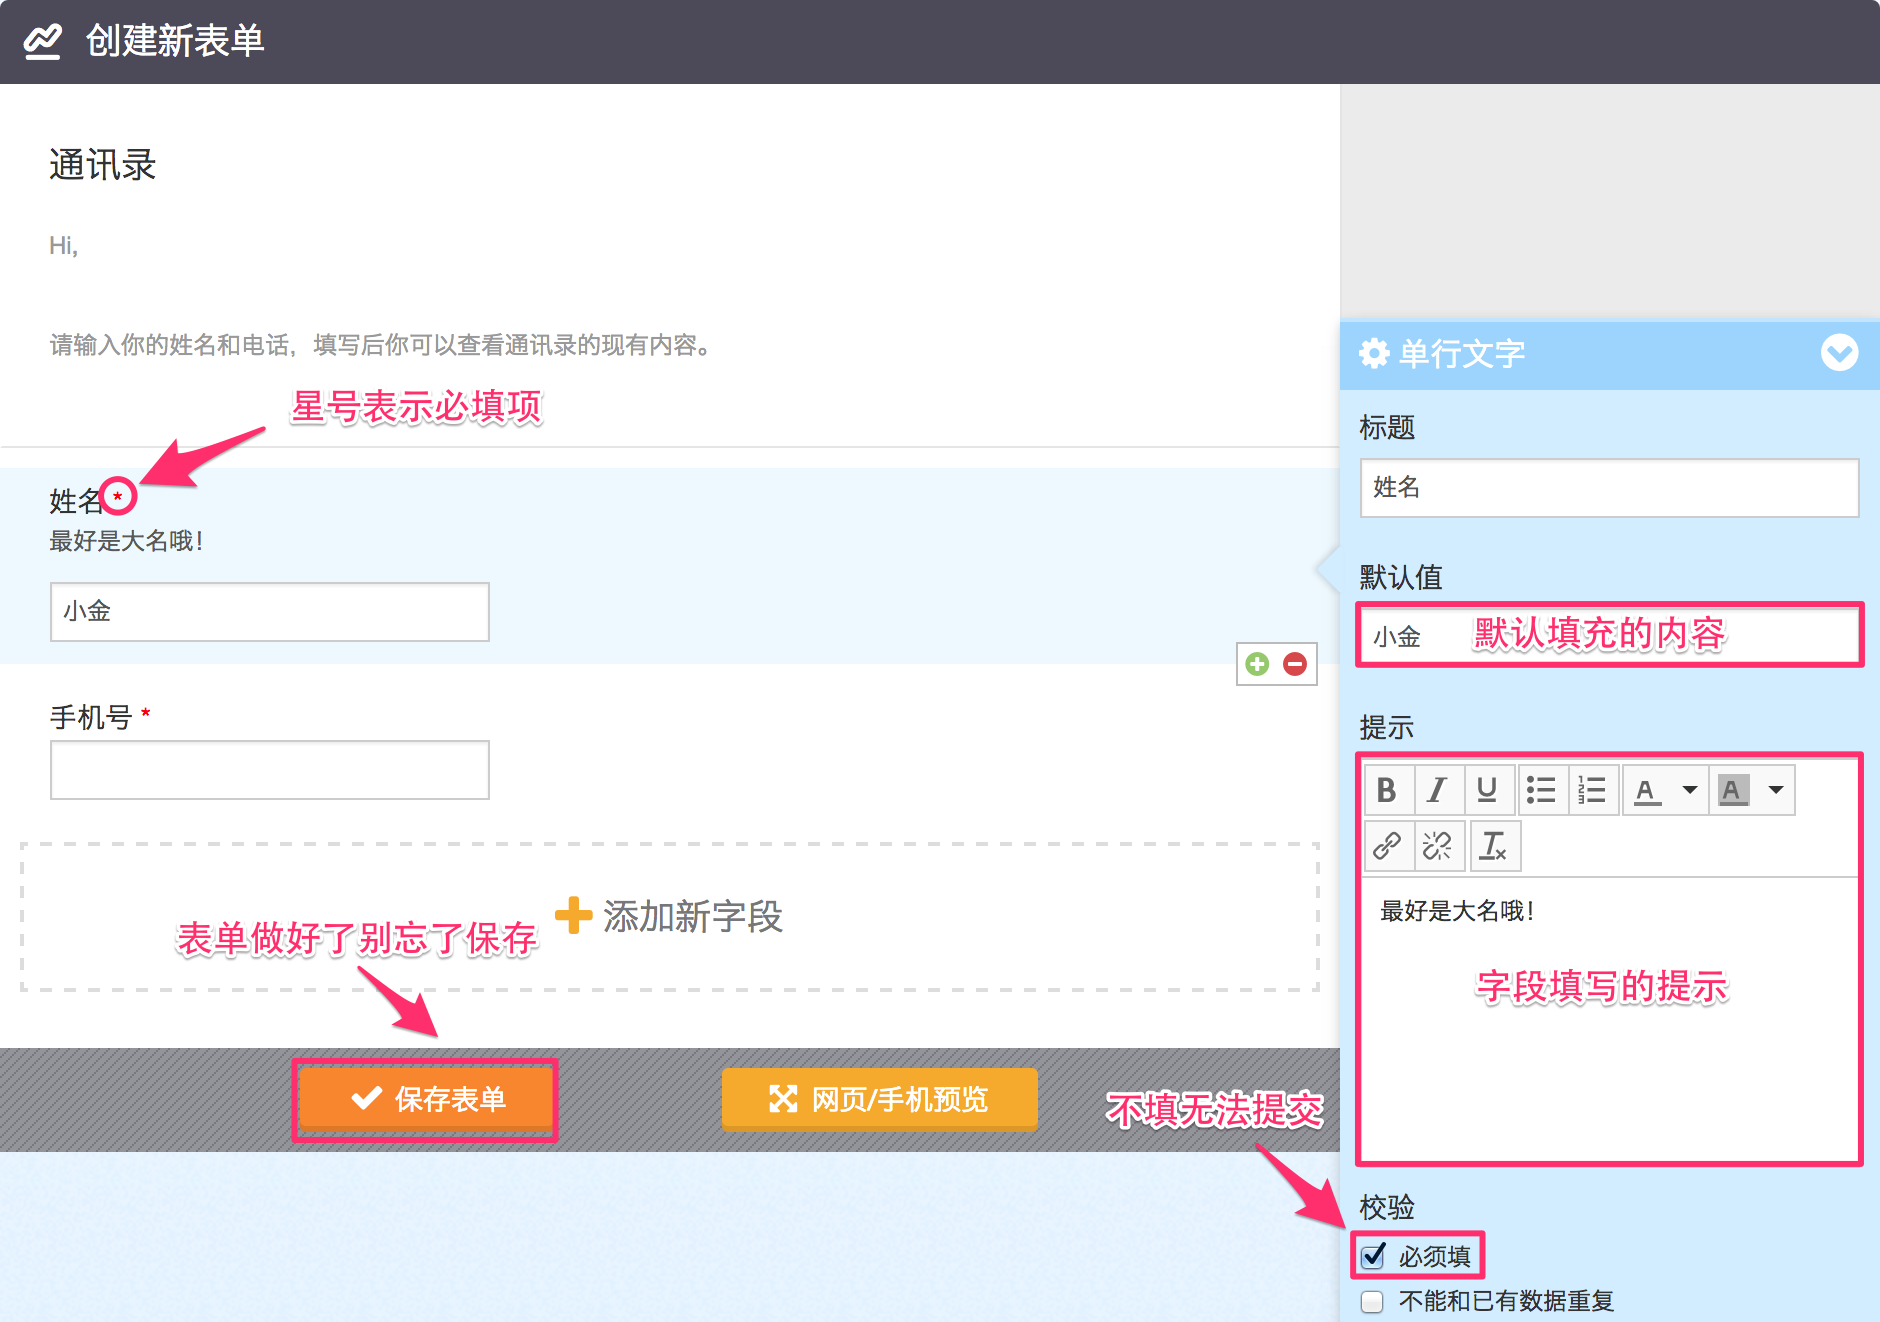 创建新表单
通讯录
Hi,
请输入你的姓名和电话，填写后你可以查看通讯录的现有内容。
星号表示必填项
姓名 *
最好是大名哦！
小金
手机号 *
添加新字段
表单做好了别忘了保存
保存表单
网页/手机预览
不填无法提交
单行文字
标题
姓名
默认值
小金
默认填充的内容
提示
B I U A A
最好是大名哦！
字段填写的提示
校验
必须填
不能和已有数据重复